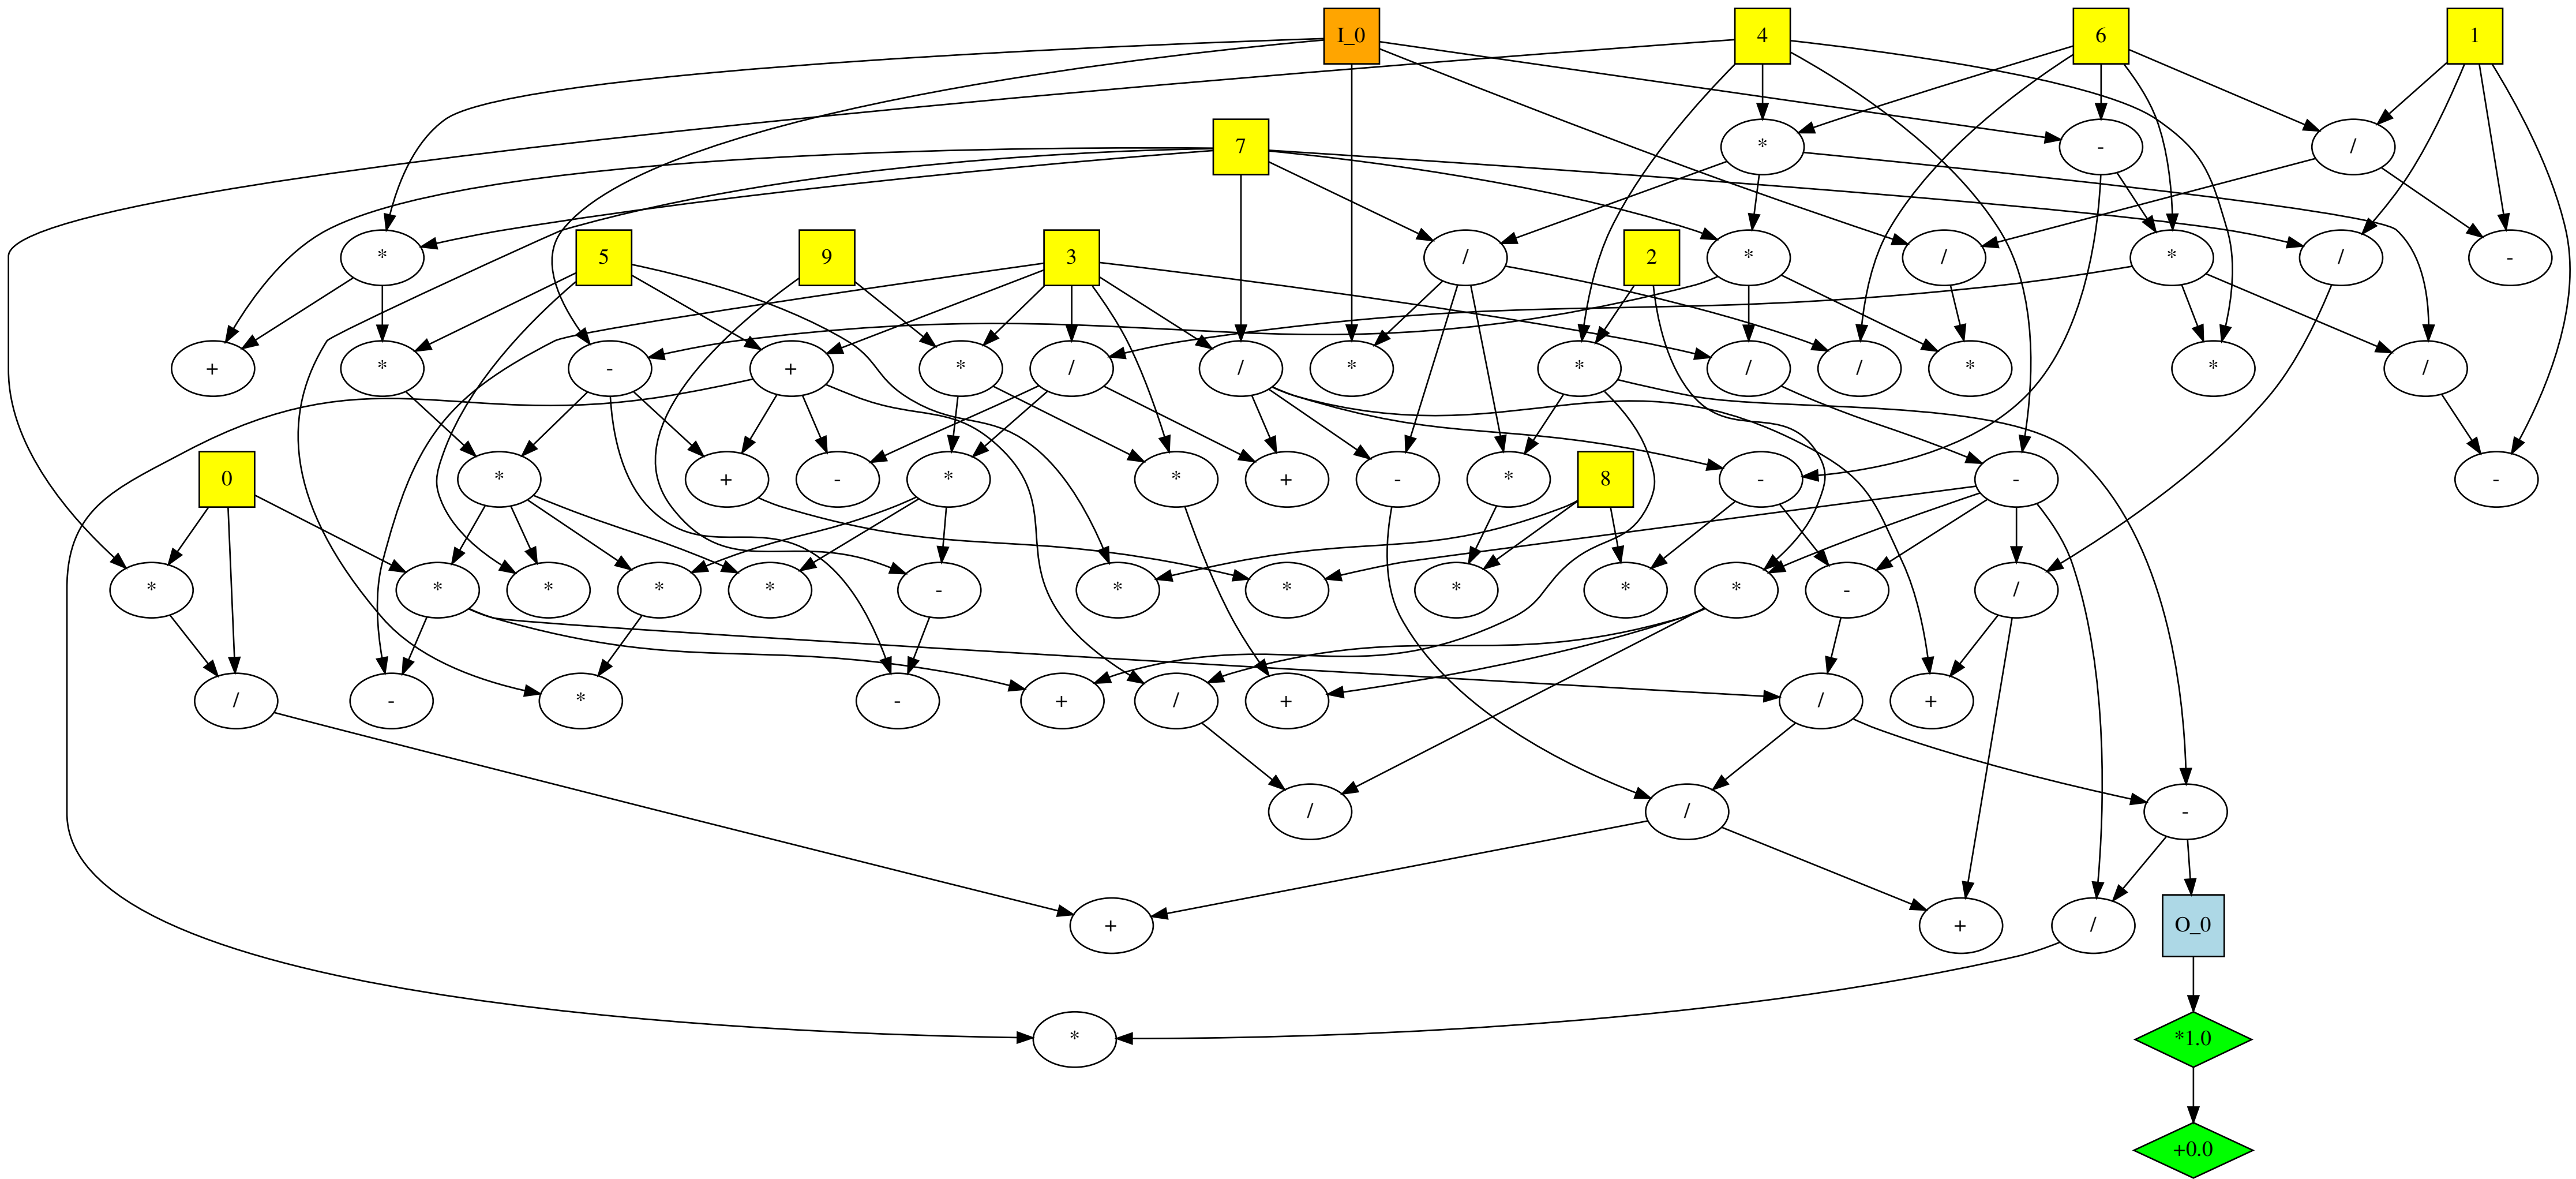 I_0 4 6 1
7 * - /
* 5 9 3 / 2 * / * / -
+ * - + * / / * * / / * * /
0 * + - * * + - * 8 - - -
* * * * * - * * * * * - /
/ - * - + / + / +
/ / -
+ + / O_0
* *1.0
+0.0